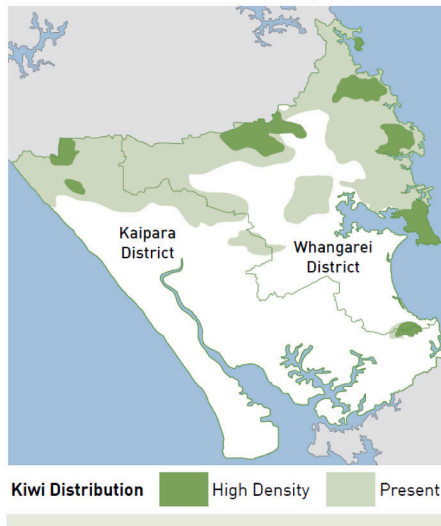 Kaipara
District
Whangarei
District
Kiwi Distribution High Density Present